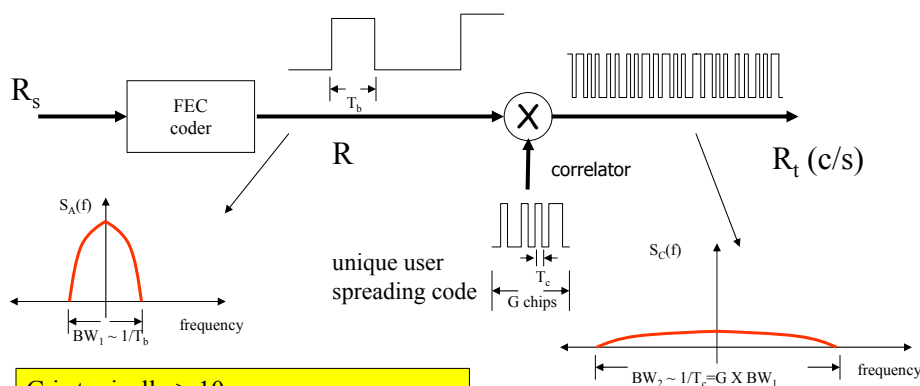 R_s
FEC
coder
T_b
R
correlator
R_t (c/s)
S_A(f)
frequency
BW_1 ~ 1/T_b
unique user
spreading code
T_c
G chips
S_C(f)
frequency
BW_2 ~ 1/T_c=G X BW_1